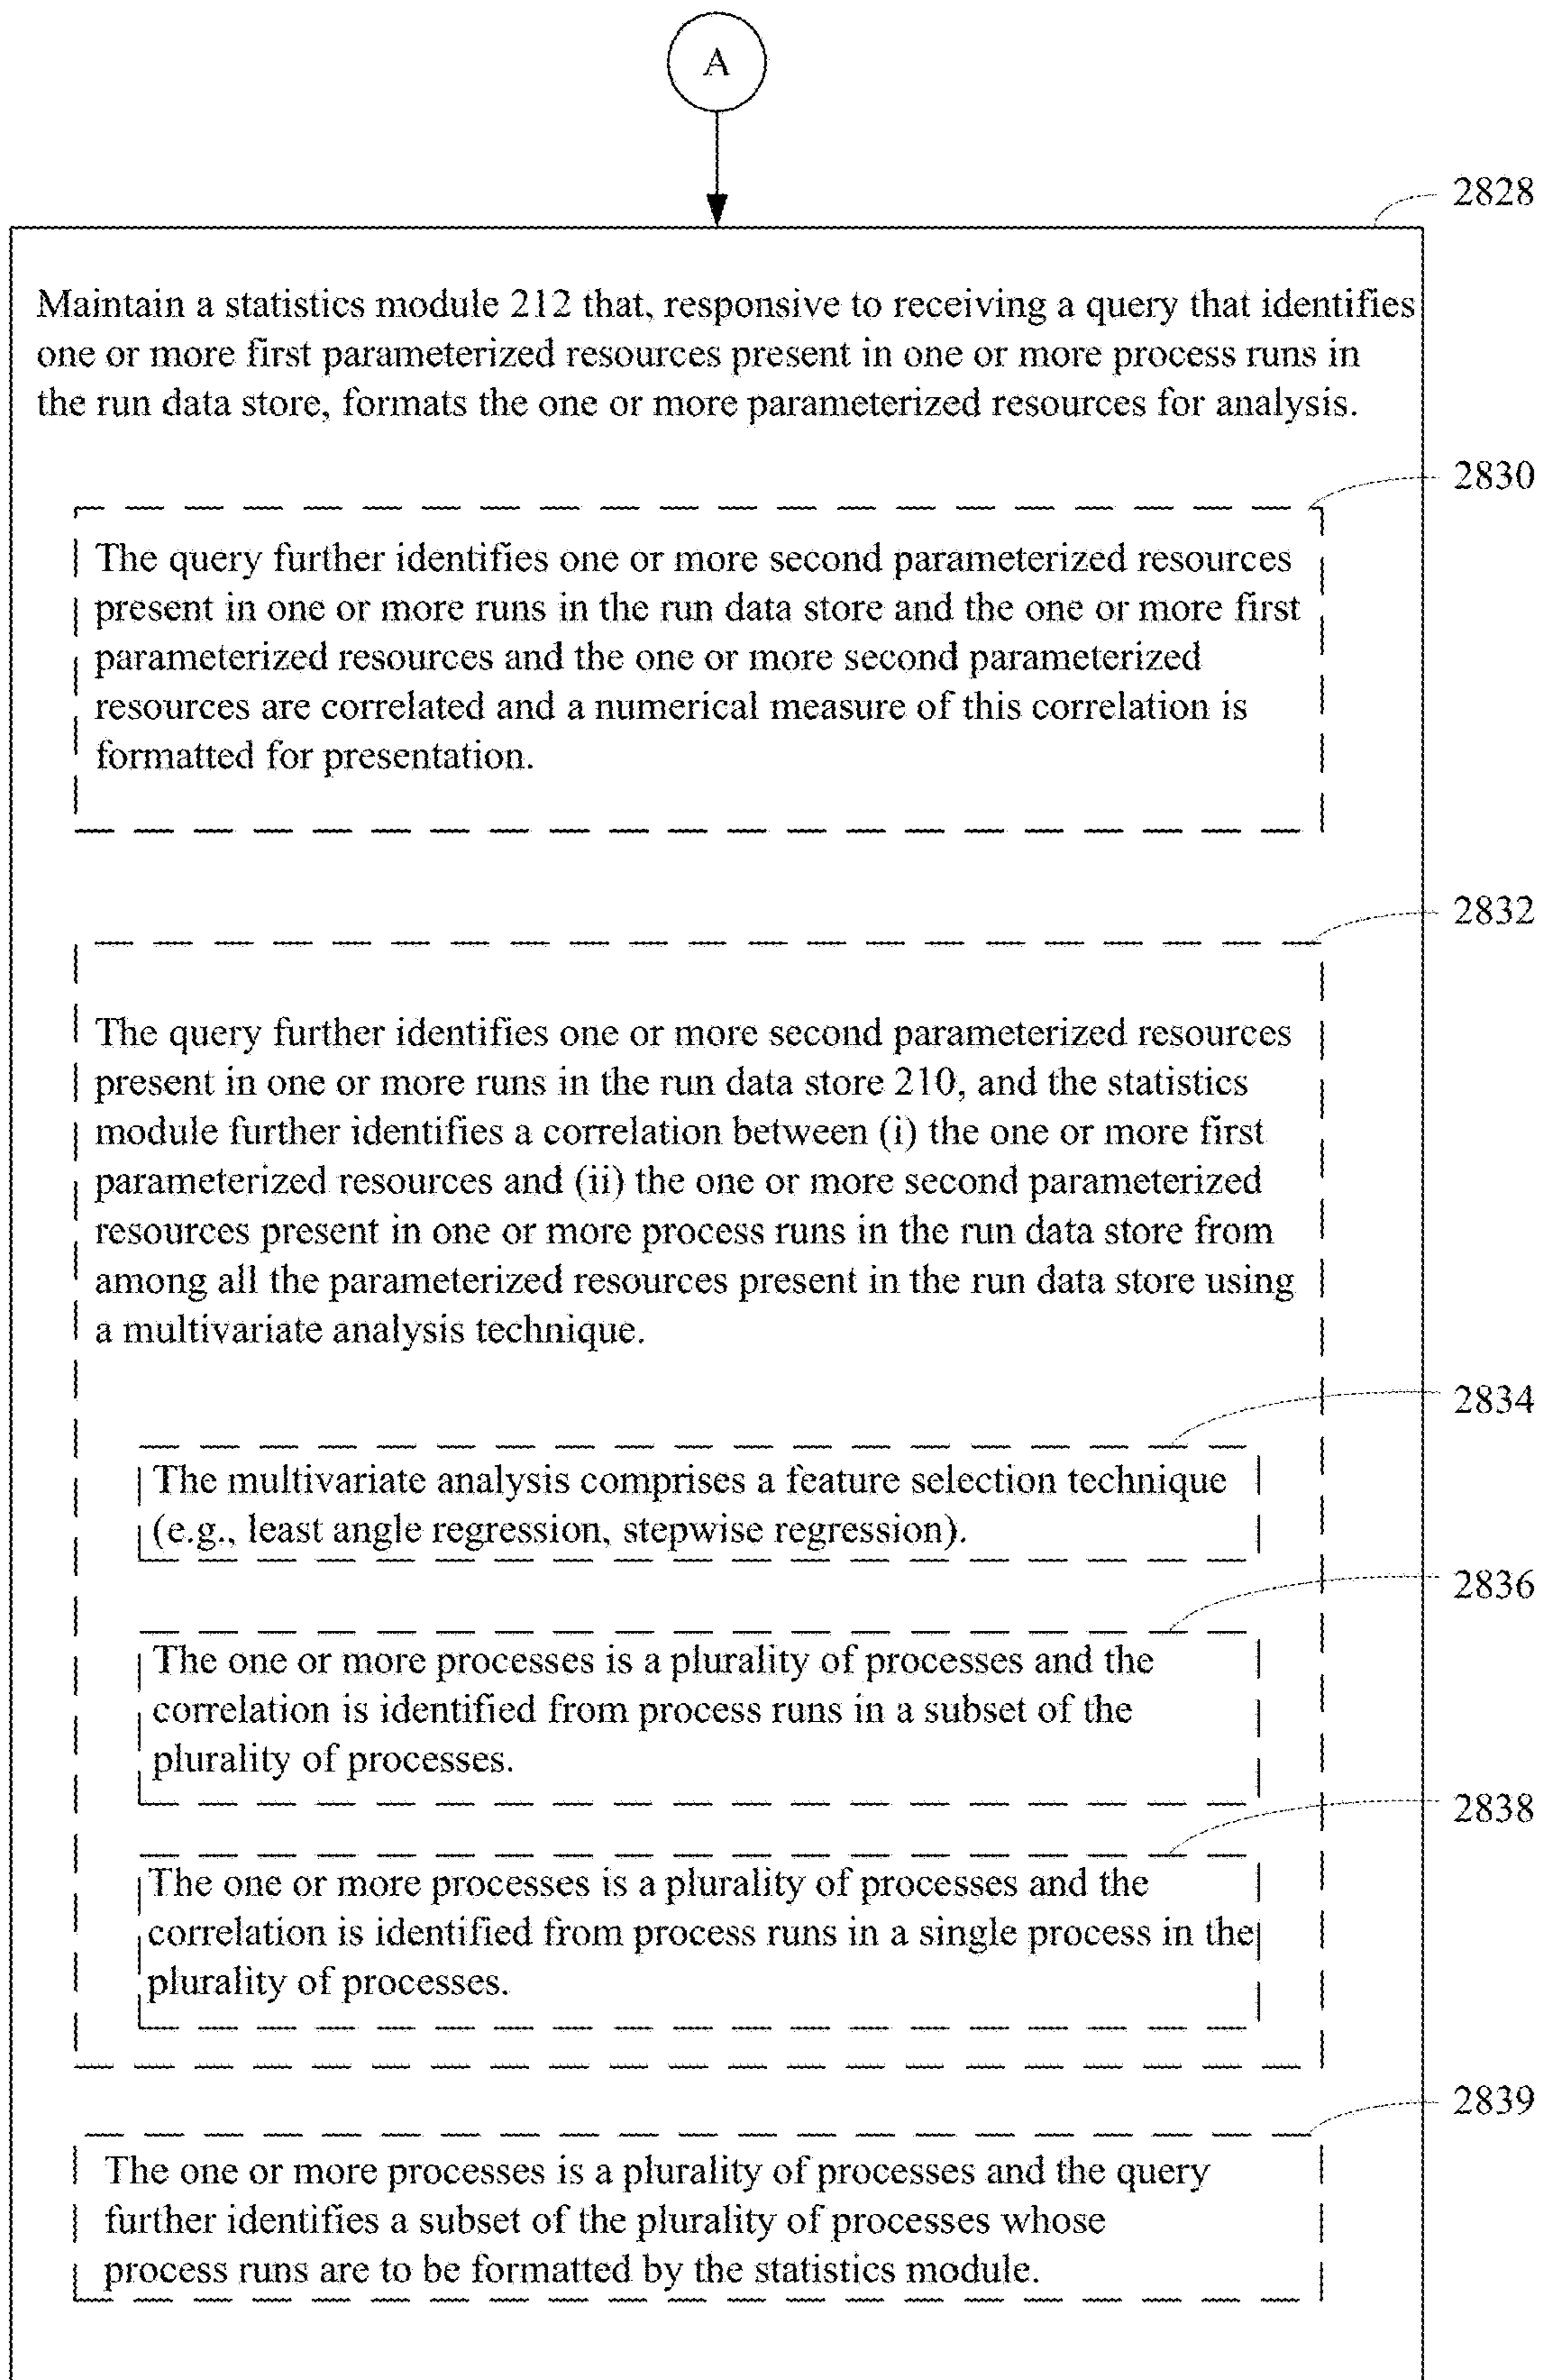 A
2828
Maintain a statistics module 212 that, responsive to receiving a query that identifies
one or more first parameterized resources present in one or more process runs in
the run data store, formats the one or more parameterized resources for analysis.
2830
The query further identifies one or more second parameterized resources
present in one or more runs in the run data store and the one or more first
parameterized resources and the one or more second parameterized
resources are correlated and a numerical measure of this correlation is
formatted for presentation.
2832
The query further identifies one or more second parameterized resources
present in one or more runs in the run data store 210, and the statistics
module further identifies a correlation between (i) the one or more first
parameterized resources and (ii) the one or more second parameterized
resources present in one or more process runs in the run data store from
among all the parameterized resources present in the run data store using
a multivariate analysis technique.
2834
The multivariate analysis comprises a feature selection technique
(e.g., least angle regression, stepwise regression).
2836
The one or more processes is a plurality of processes and the
correlation is identified from process runs in a subset of the
plurality of processes.
2838
The one or more processes is a plurality of processes and the
correlation is identified from process runs in a single process in the
plurality of processes.
2839
The one or more processes is a plurality of processes and the query
further identifies a subset of the plurality of processes whose
process runs are to be formatted by the statistics module.